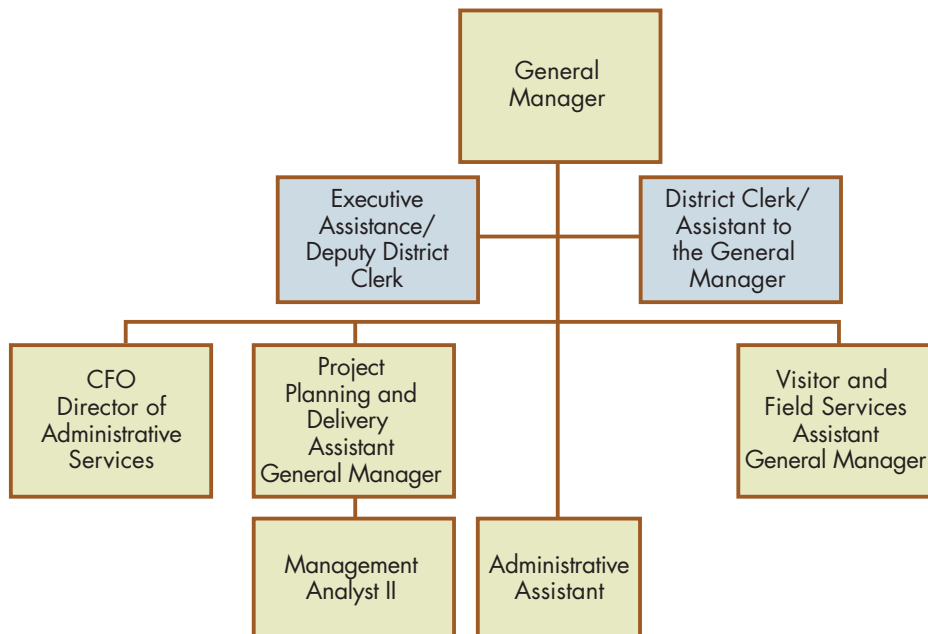 General
Manager
Executive
Assistance/
Deputy District
Clerk
District Clerk/
Assistant to
the General
Manager
CFO
Director of
Administrative
Services
Project
Planning and
Delivery
Assistant
General Manager
Visitor and
Field Services
Assistant
General Manager
Management
Analyst II
Administrative
Assistant